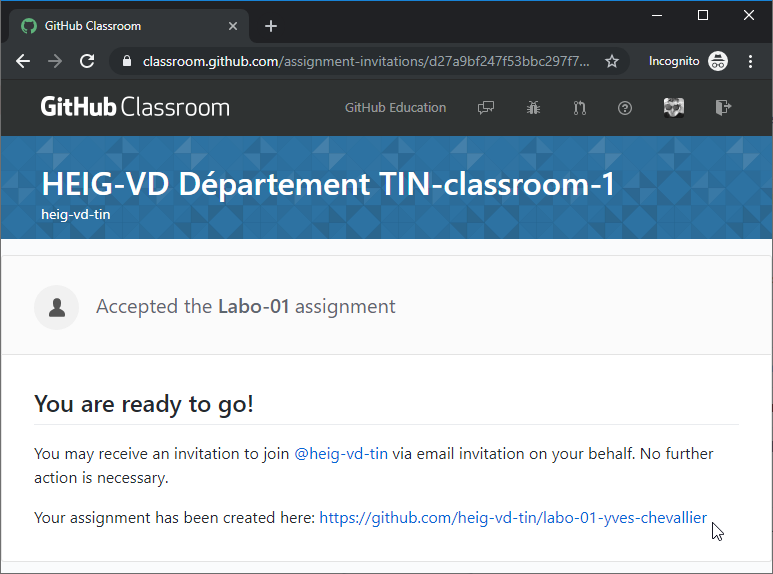 GitHub Classroom
classroom.github.com/assignment-invitations/d27a9bf247f53bbc297f7...
Incognito
GitHub Classroom
GitHub Education
HEIG-VD Département TIN-classroom-1
heig-vd-tin
Accepted the Labo-01 assignment
You are ready to go!
You may receive an invitation to join @heig-vd-tin via email invitation on your behalf. No further
action is necessary.
Your assignment has been created here: https://github.com/heig-vd-tin/labo-01-yves-chevallier